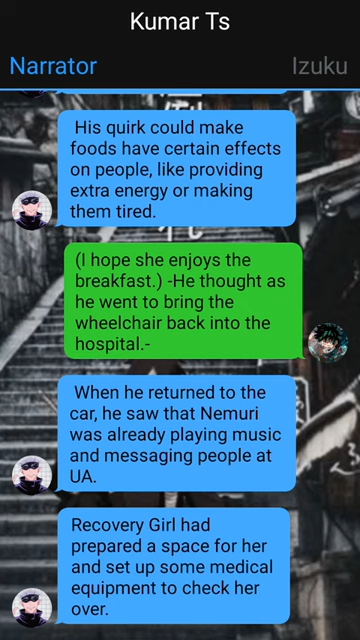 Kumar Ts
Narrator
Izuku
His quirk could make
foods have certain effects
on people, like providing
extra energy or making
them tired.
(I hope she enjoys the
breakfast.) -He thought as
he went to bring the
wheelchair back into the
hospital.-
When he returned to the
car, he saw that Nemuri
was already playing music
and messaging people at
UA.
Recovery Girl had
prepared a space for her
and set up some medical
equipment to check her
over.